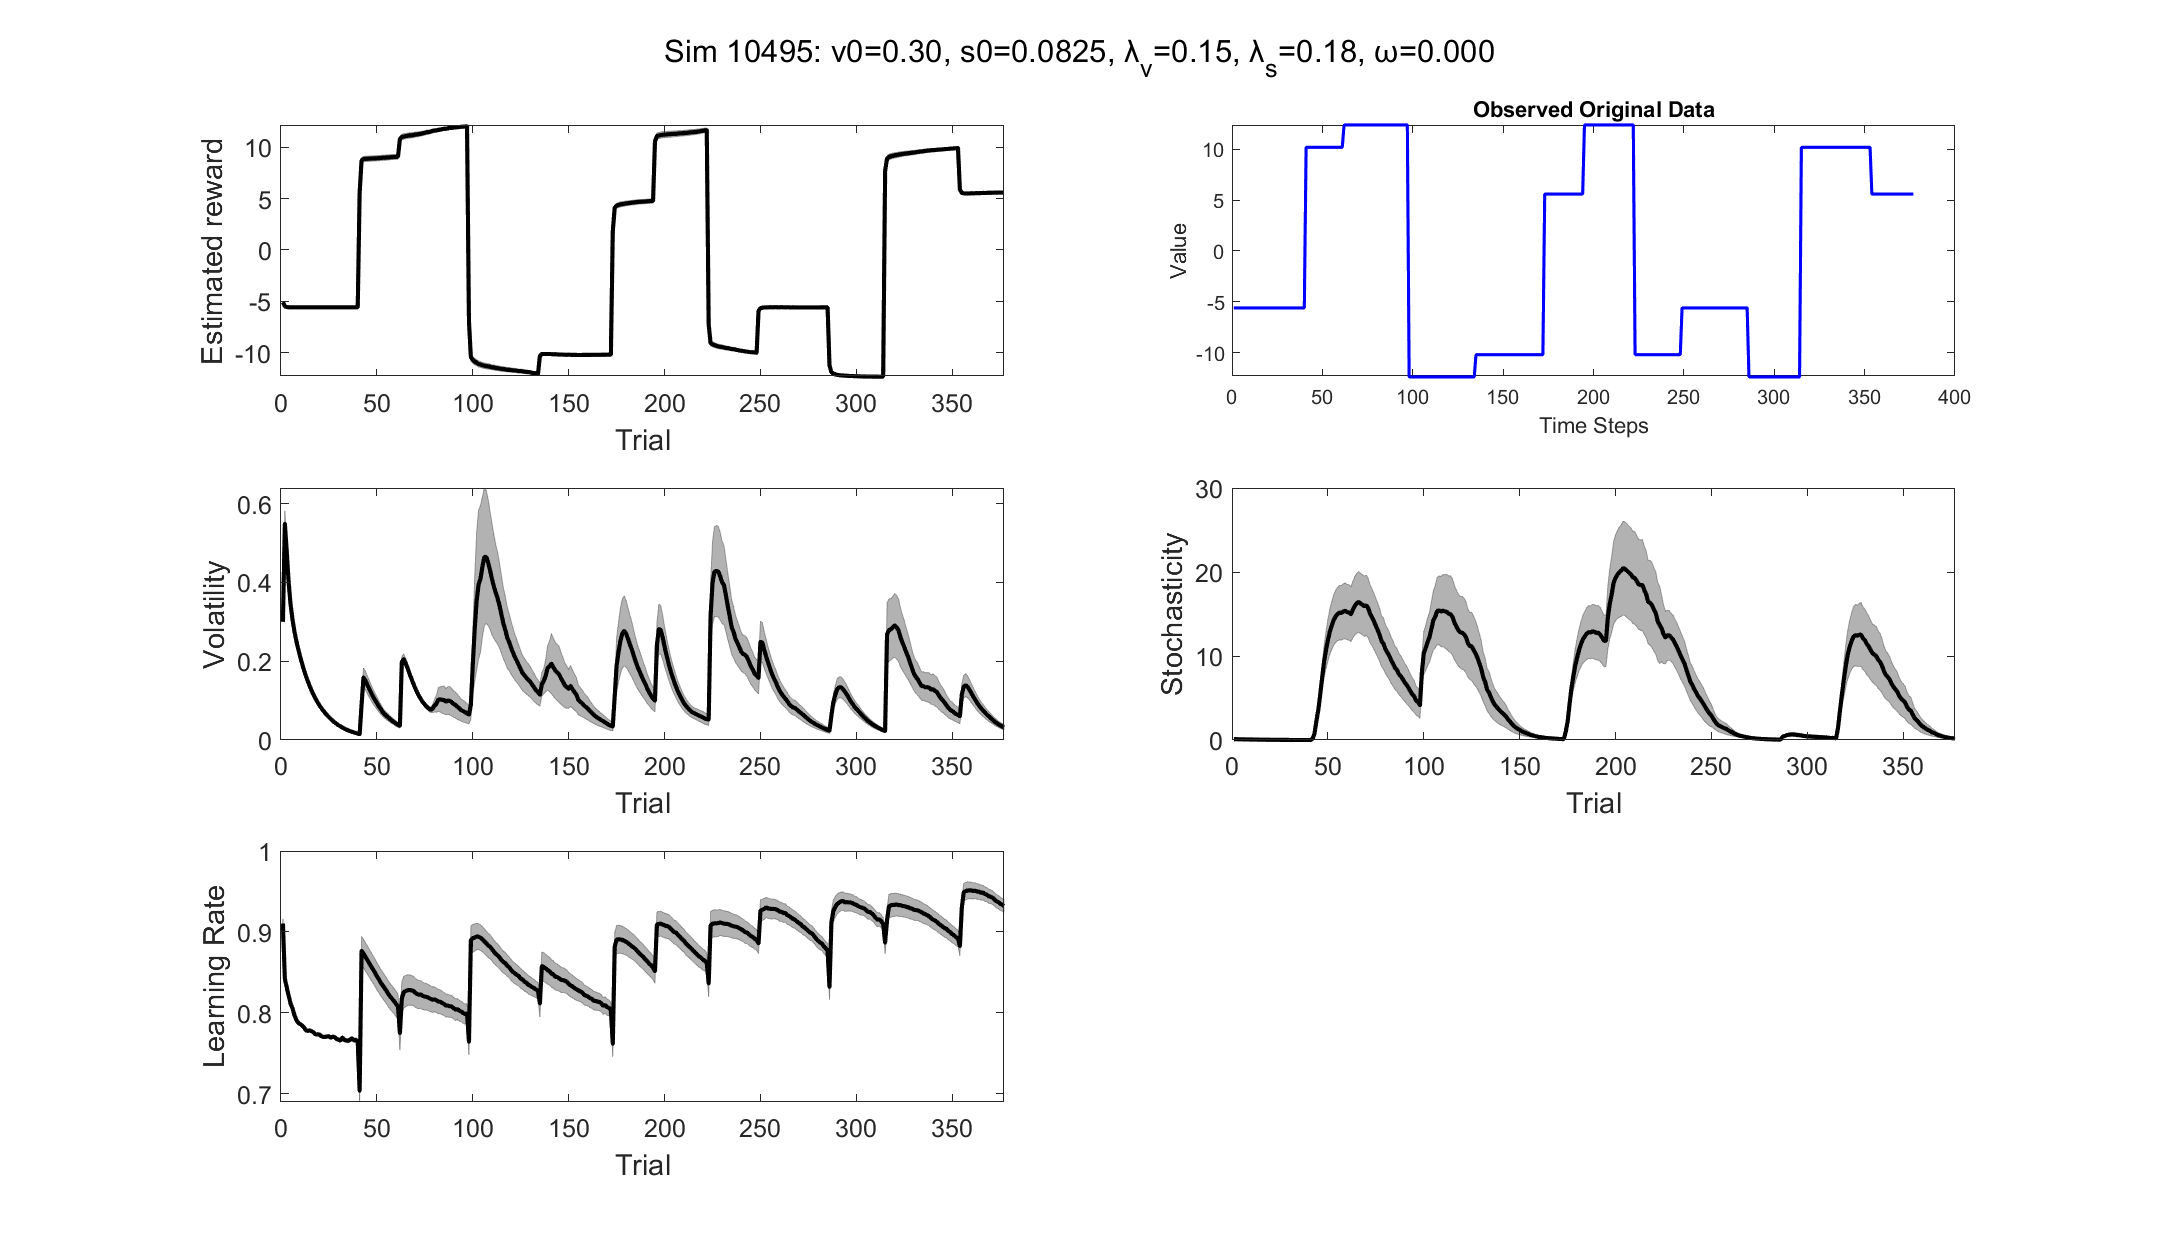 Sim 10495: v0=0.30, s0=0.0825, λ_v=0.15, λ_s=0.18, ω=0.000
Estimated reward
10
5
0
-5
-10
0 50 100 150 200 250 300 350
Trial
Observed Original Data
Value
10
5
0
-5
-10
0 50 100 150 200 250 300 350 400
Time Steps
Volatility
0.6
0.4
0.2
0
0 50 100 150 200 250 300 350
Trial
Stochasticity
30
20
10
0
0 50 100 150 200 250 300 350
Trial
Learning Rate
1
0.9
0.8
0.7
0 50 100 150 200 250 300 350
Trial